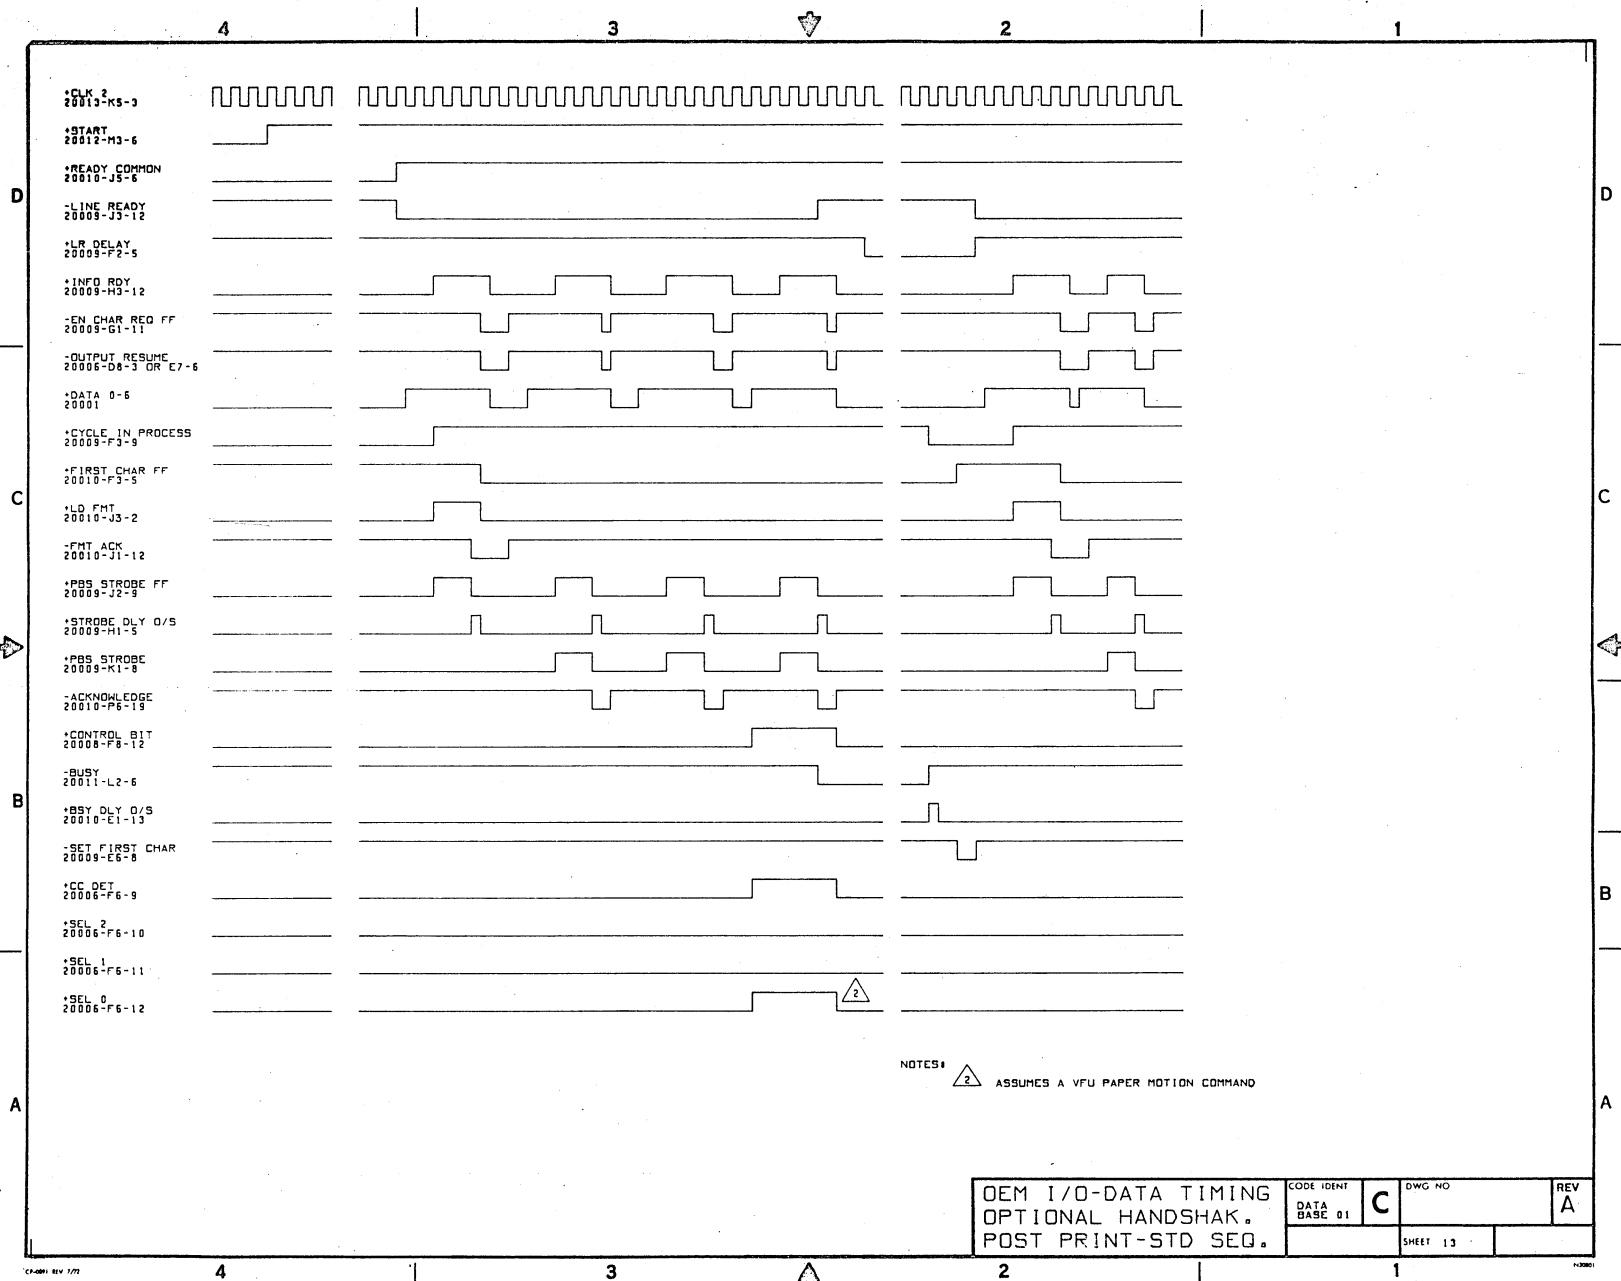 4 3 2 1
+CLK 2
20013-K5-3
+START
20012-M3-6
+READY COMMON
20010-J5-6
-LINE READY
20009-J3-12
+LR DELAY
20009-F2-5
+INFO RDY
20009-H3-12
-EN CHAR REQ FF
20009-G1-11
-OUTPUT RESUME
20006-D8-3 OR E7-6
+DATA 0-6
20001
+CYCLE IN PROCESS
20009-F3-9
+FIRST CHAR FF
20010-F3-5
+LD FMT
20010-J3-2
-FMT ACK
20010-J1-12
+PBS STROBE FF
20009-J2-9
+STROBE DLY O/S
20009-H1-5
+PBS STROBE
20009-K1-8
-ACKNOWLEDGE
20010-P6-19
+CONTROL BIT
20008-F8-12
-BUSY
20011-L2-6
+BSY DLY O/S
20010-E1-13
-SET FIRST CHAR
20009-E6-8
+CC DET
20006-F6-9
+SEL 2
20006-F6-10
+SEL 1
20006-F6-11
+SEL 0
20006-F6-12
2
D D
C C
B B
A A
NOTES:
2 ASSUMES A VFU PAPER MOTION COMMAND
OEM I/O-DATA TIMING
OPTIONAL HANDSHAK.
POST PRINT-STD SEQ.
CODE IDENT
DATA
BASE 01
C
DWG NO
REV
A
SHEET 13
CP-0091 REV 7/72
4 3 2 1